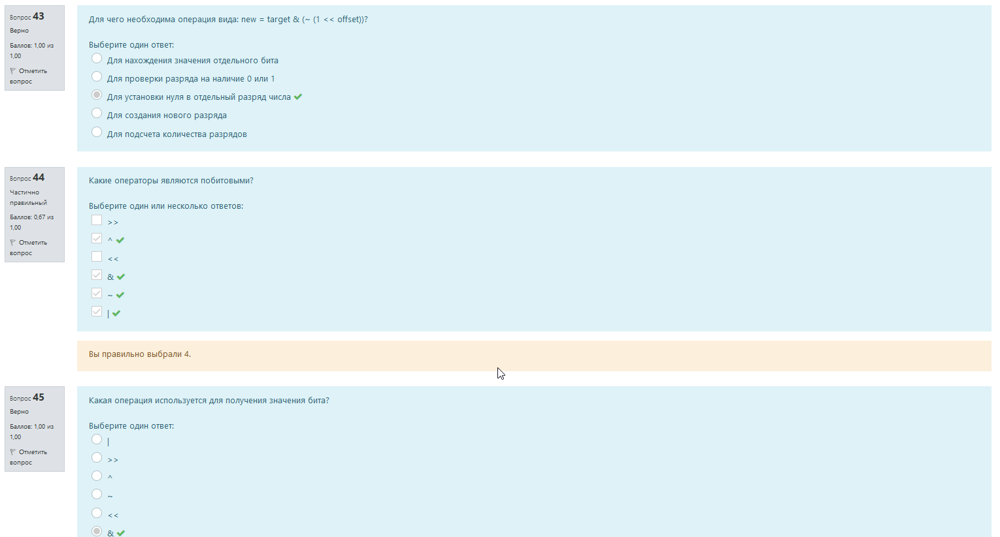 Вопрос 43
Верно
Баллов: 1,00 из
1,00
Отметить
вопрос
Для чего необходима операция вида: new = target & (~ (1 << offset))?
Выберите один ответ:
Для нахождения значения отдельного бита
Для проверки разряда на наличие 0 или 1
Для установки нуля в отдельный разряд числа
Для создания нового разряда
Для подсчета количества разрядов
Вопрос 44
Частично
правильный
Баллов: 0,67 из
1,00
Отметить
вопрос
Какие операторы являются побитовыми?
Выберите один или несколько ответов:
>>
^
<<
&
~
|
Вы правильно выбрали 4.
Вопрос 45
Верно
Баллов: 1,00 из
1,00
Отметить
вопрос
Какая операция используется для получения значения бита?
Выберите один ответ:
|
>>
^
~
<<
&